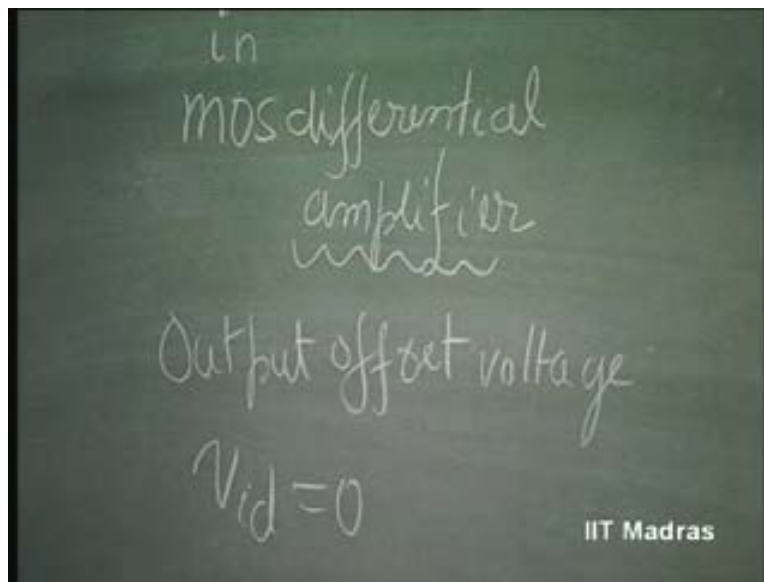 in
MOS differential
amplifier
Output offset voltage
Vid = 0
IIT Madras